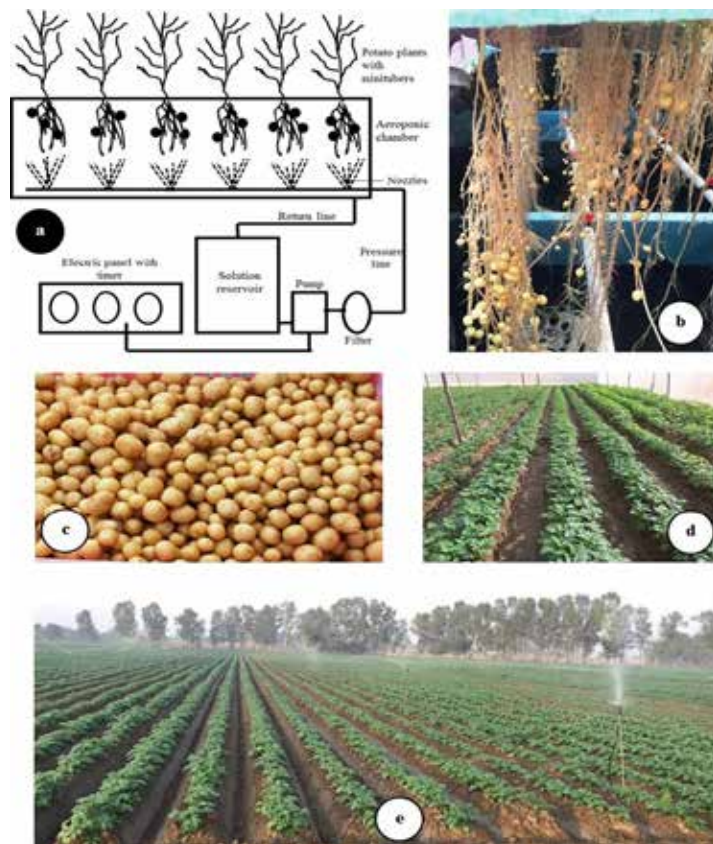 Potato plants
with
minitubers
Aeroponic
chamber
Nozzles
Return line
a
Pressure
line
Electric panel with
timer
Solution
reservoir
Pump
Filter
b
c
d
e